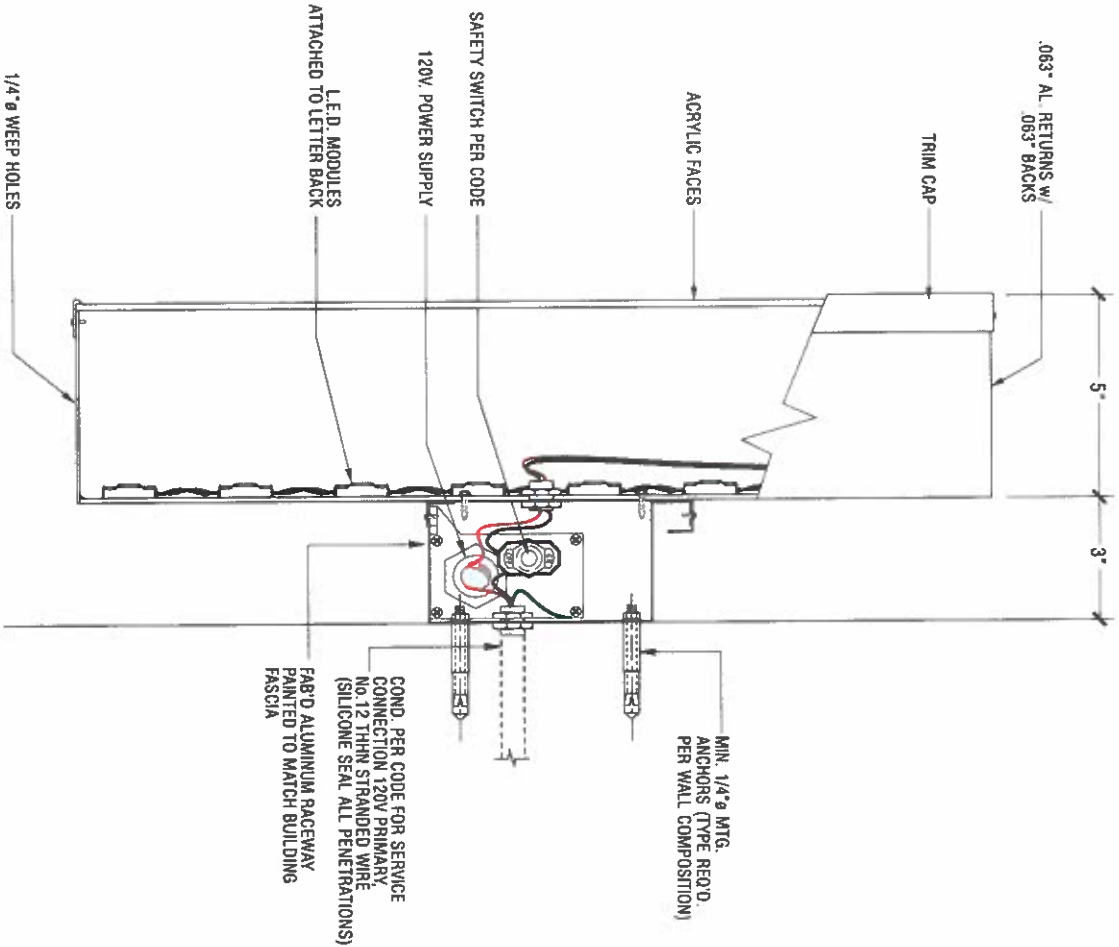 .063" AL. RETURNS w/
.063" BACKS
TRIM CAP
ACRYLIC FACES
SAFETY SWITCH PER CODE
120V. POWER SUPPLY
L.E.D. MODULES
ATTACHED TO LETTER BACK
1/4"ø WEEP HOLES
5"
3"
MIN. 1/4"ø MTG.
ANCHORS (TYPE REQ'D.
PER WALL COMPOSITION)
COND. PER CODE FOR SERVICE
CONNECTION 120V PRIMARY,
No.12 THHN STRANDED WIRE
(SILICONE SEAL ALL PENETRATIONS)
FAB'D ALUMINUM RACEWAY
PAINTED TO MATCH BUILDING
FASCIA